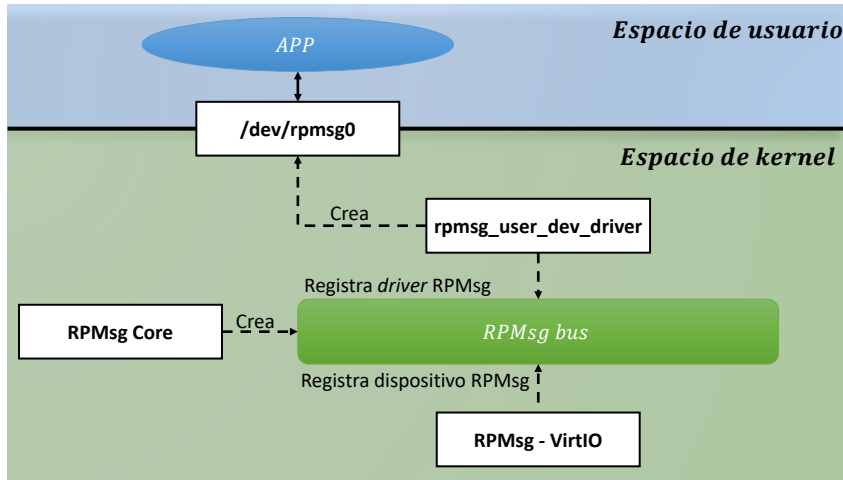 Espacio de usuario
APP
/dev/rpmsg0
Espacio de kernel
Crea
rpmsg_user_dev_driver
Registra driver RPMsg
RPMsg Core
Crea
RPMsg bus
Registra dispositivo RPMsg
RPMsg - VirtIO